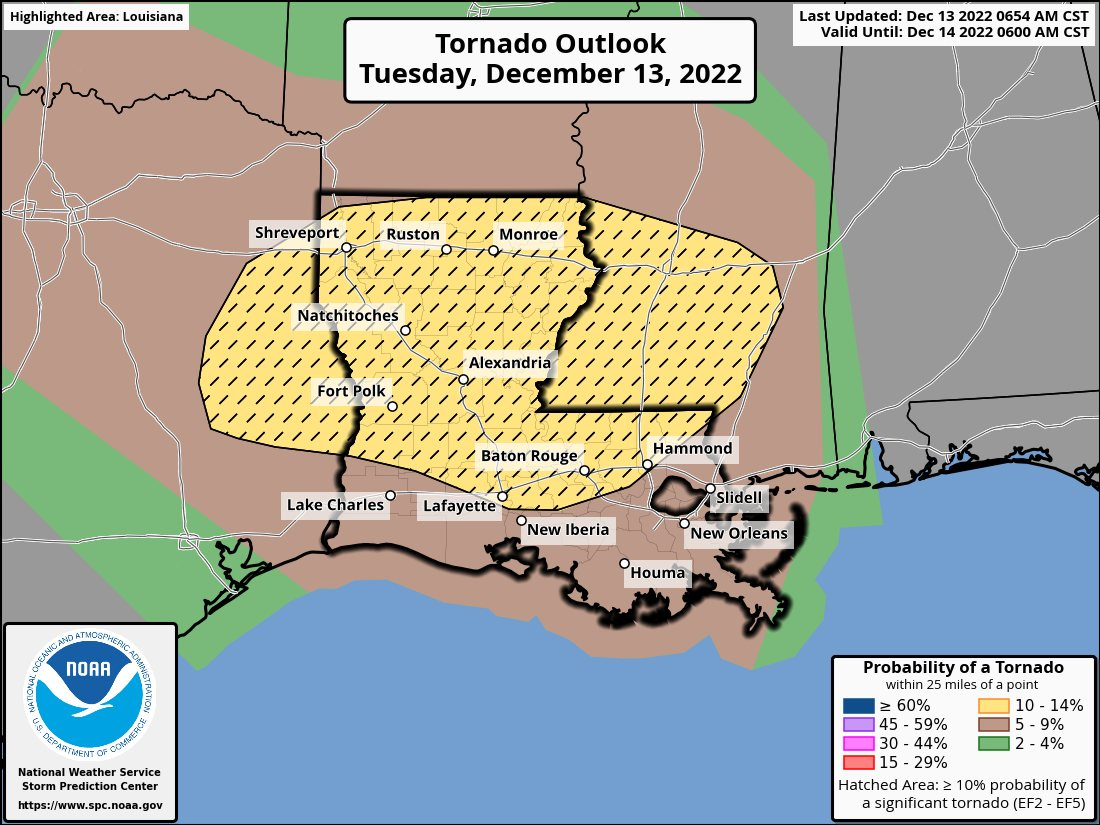 Highlighted Area: Louisiana
Tornado Outlook
Tuesday, December 13, 2022
Last Updated: Dec 13 2022 0654 AM CST
Valid Until: Dec 14 2022 0600 AM CST
Shreveport
Ruston
Monroe
Natchitoches
Alexandria
Fort Polk
Baton Rouge
Hammond
Lake Charles
Lafayette
Slidell
New Iberia
New Orleans
Houma
NATIONAL OCEANIC AND ATMOSPHERIC ADMINISTRATION
NOAA
U.S. DEPARTMENT OF COMMERCE
National Weather Service
Storm Prediction Center
https://www.spc.noaa.gov
Probability of a Tornado
within 25 miles of a point
≥ 60%
10 - 14%
45 - 59%
5 - 9%
30 - 44%
2 - 4%
15 - 29%
Hatched Area: ≥ 10% probability of
a significant tornado (EF2 - EF5)